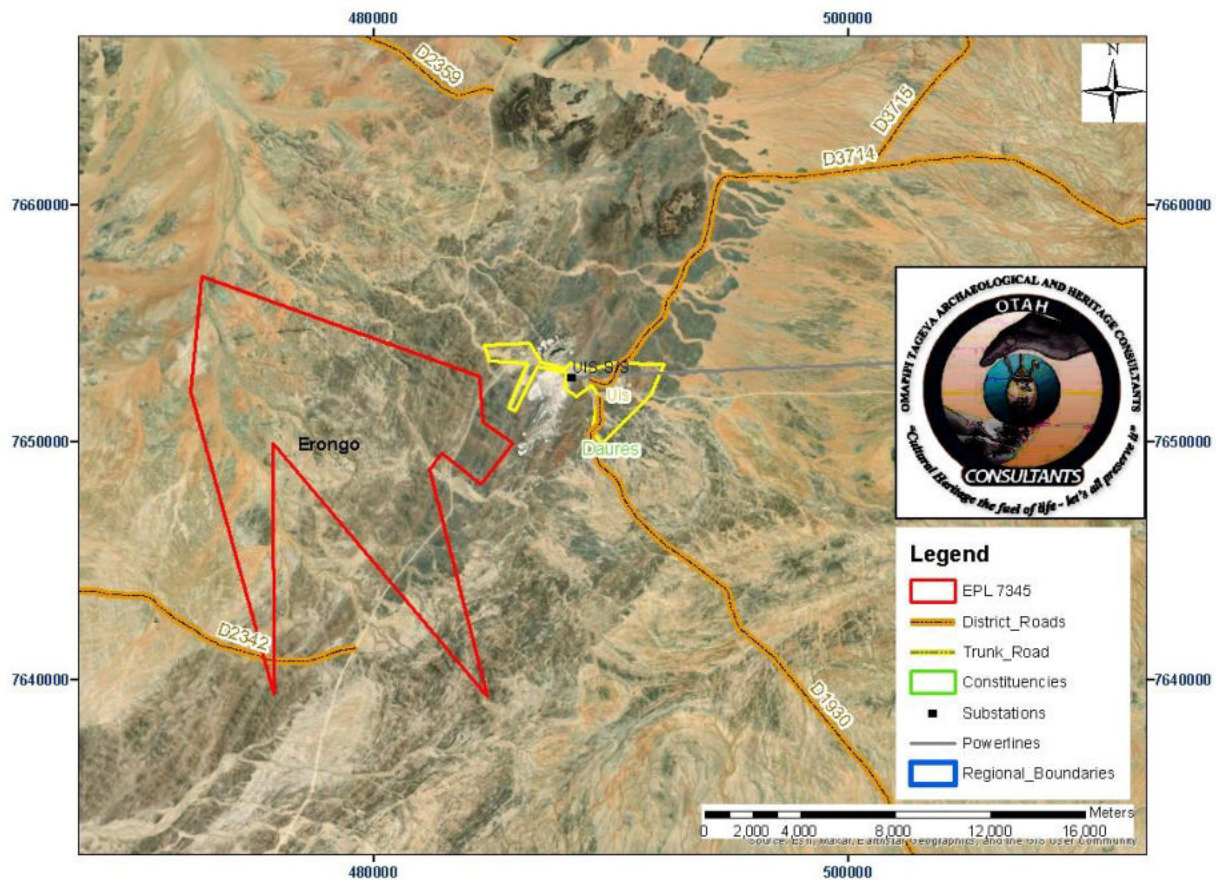 480000
500000
N
D2359
D3715
D3714
7660000
7660000
UIS S/S
Uis
Erongo
7650000
7650000
Daures
D2342
7640000
7640000
D1930
OMAPIPI TAGEYA ARCHAEOLOGICAL AND HERITAGE CONSULTANTS
OTAH
CONSULTANTS
"Cultural Heritage the fuel of life - let's all preserve it"
Legend
EPL 7345
District_Roads
Trunk_Road
Constituencies
Substations
Powerlines
Regional_Boundaries
Meters
0 2,000 4,000 8,000 12,000 16,000
Source: Esri, Maxar, Earthstar Geographics, and the GIS User Community
480000
500000